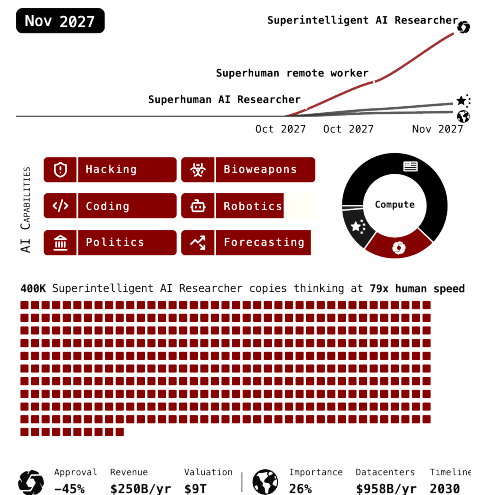 Nov 2027
Superintelligent AI Researcher
Superhuman remote worker
Superhuman AI Researcher
Oct 2027 Oct 2027 Nov 2027
AI Capabilities
Hacking Bioweapons
Coding Robotics
Politics Forecasting
Compute
400K Superintelligent AI Researcher copies thinking at 79x human speed
Approval Revenue Valuation Importance Datacenters Timeline
-45% $250B/yr $9T 26% $958B/yr 2030